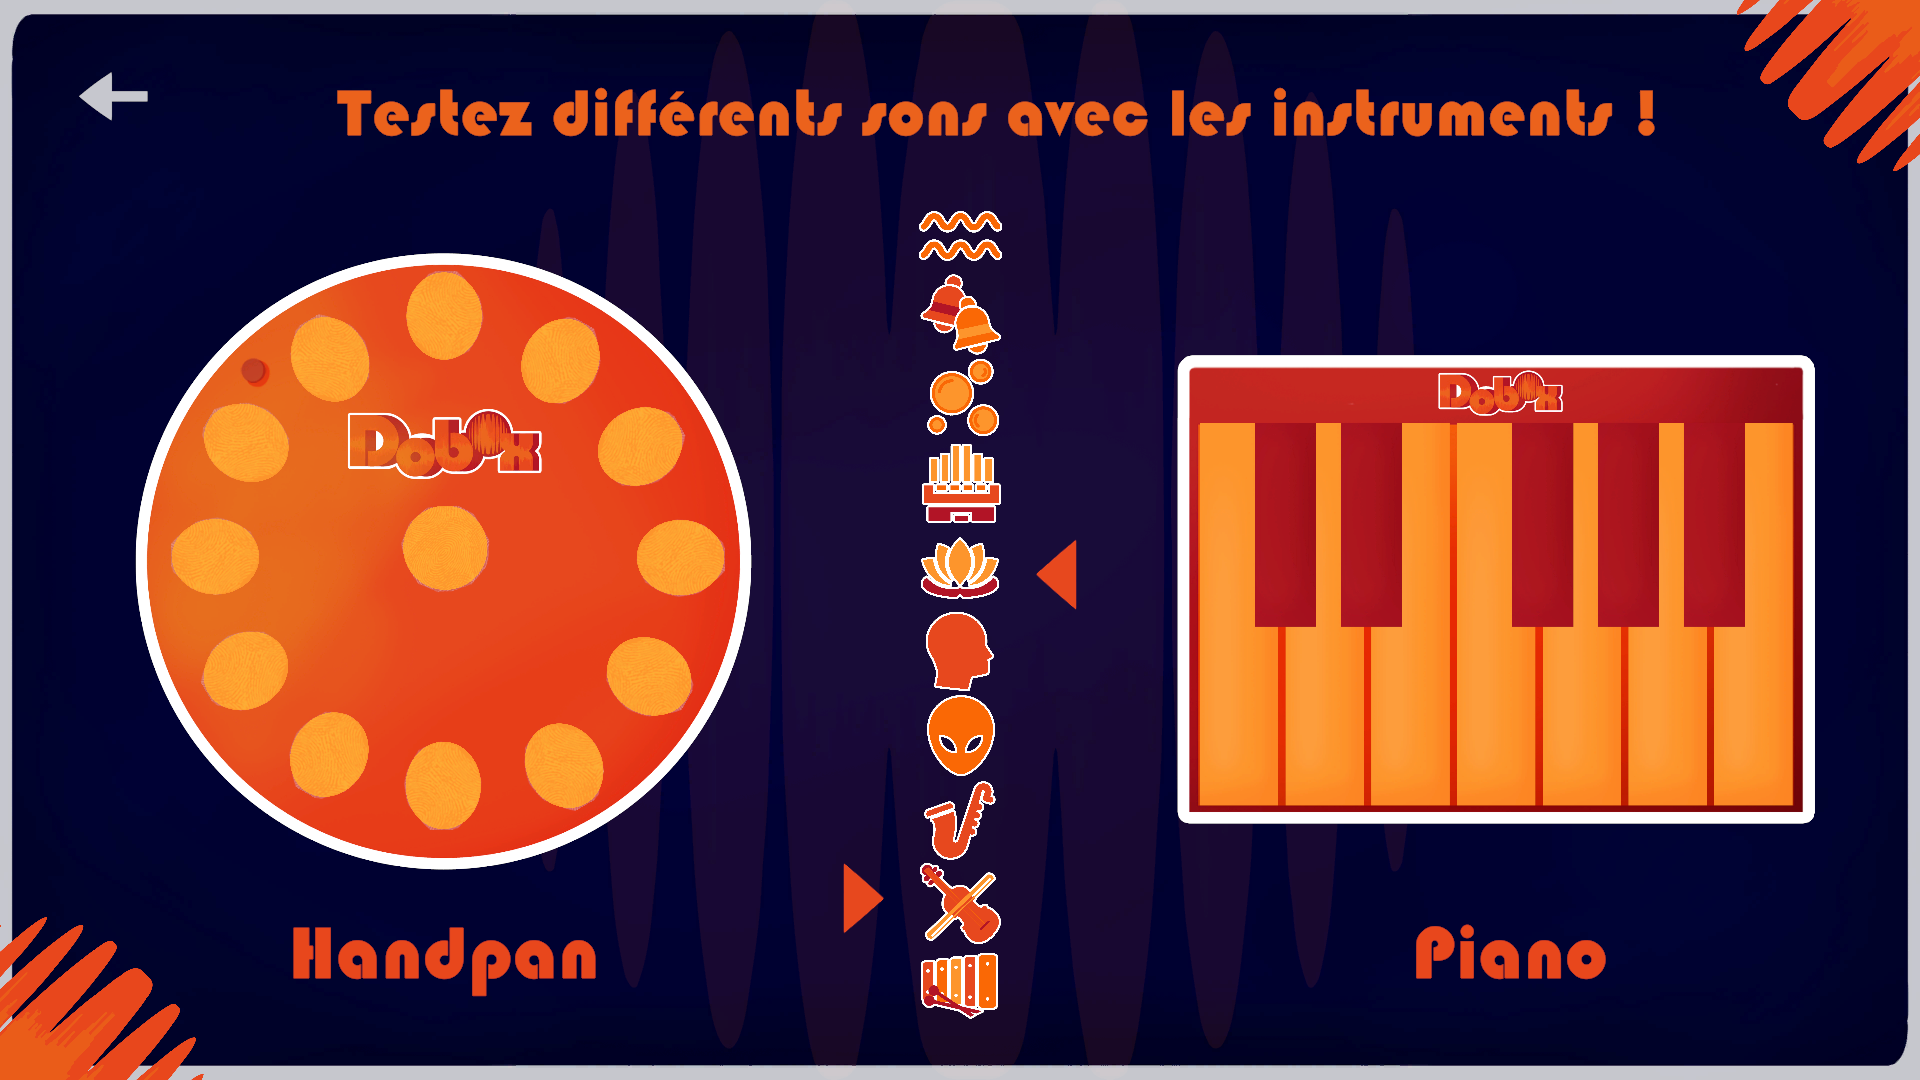 Testez différents sons avec les instruments !
Dobox
Dobox
Handpan
Piano